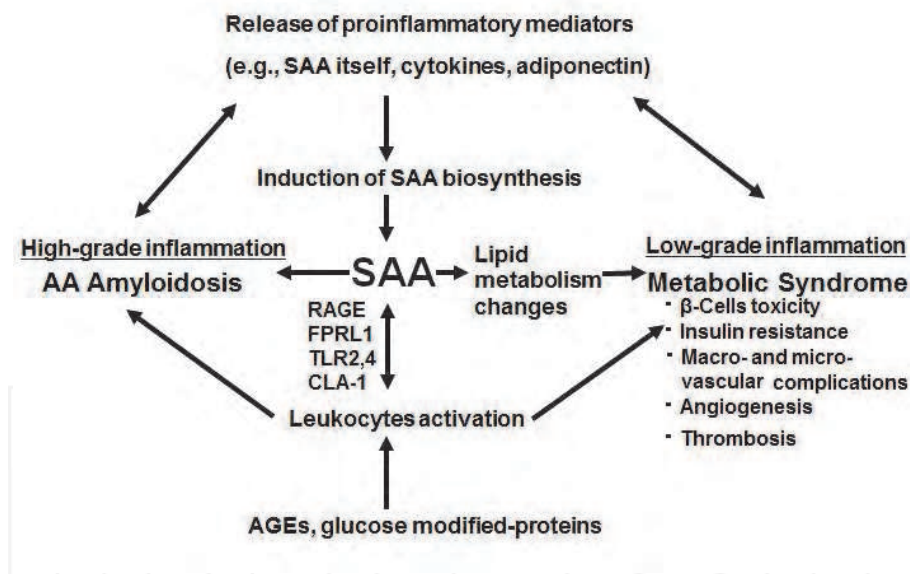 Release of proinflammatory mediators
(e.g., SAA itself, cytokines, adiponectin)
Induction of SAA biosynthesis
High-grade inflammation
AA Amyloidosis
SAA
Lipid
metabolism
changes
Low-grade inflammation
Metabolic Syndrome
· β-Cells toxicity
· Insulin resistance
· Macro- and micro-
vascular complications
· Angiogenesis
· Thrombosis
RAGE
FPRL1
TLR2,4
CLA-1
Leukocytes activation
AGEs, glucose modified-proteins